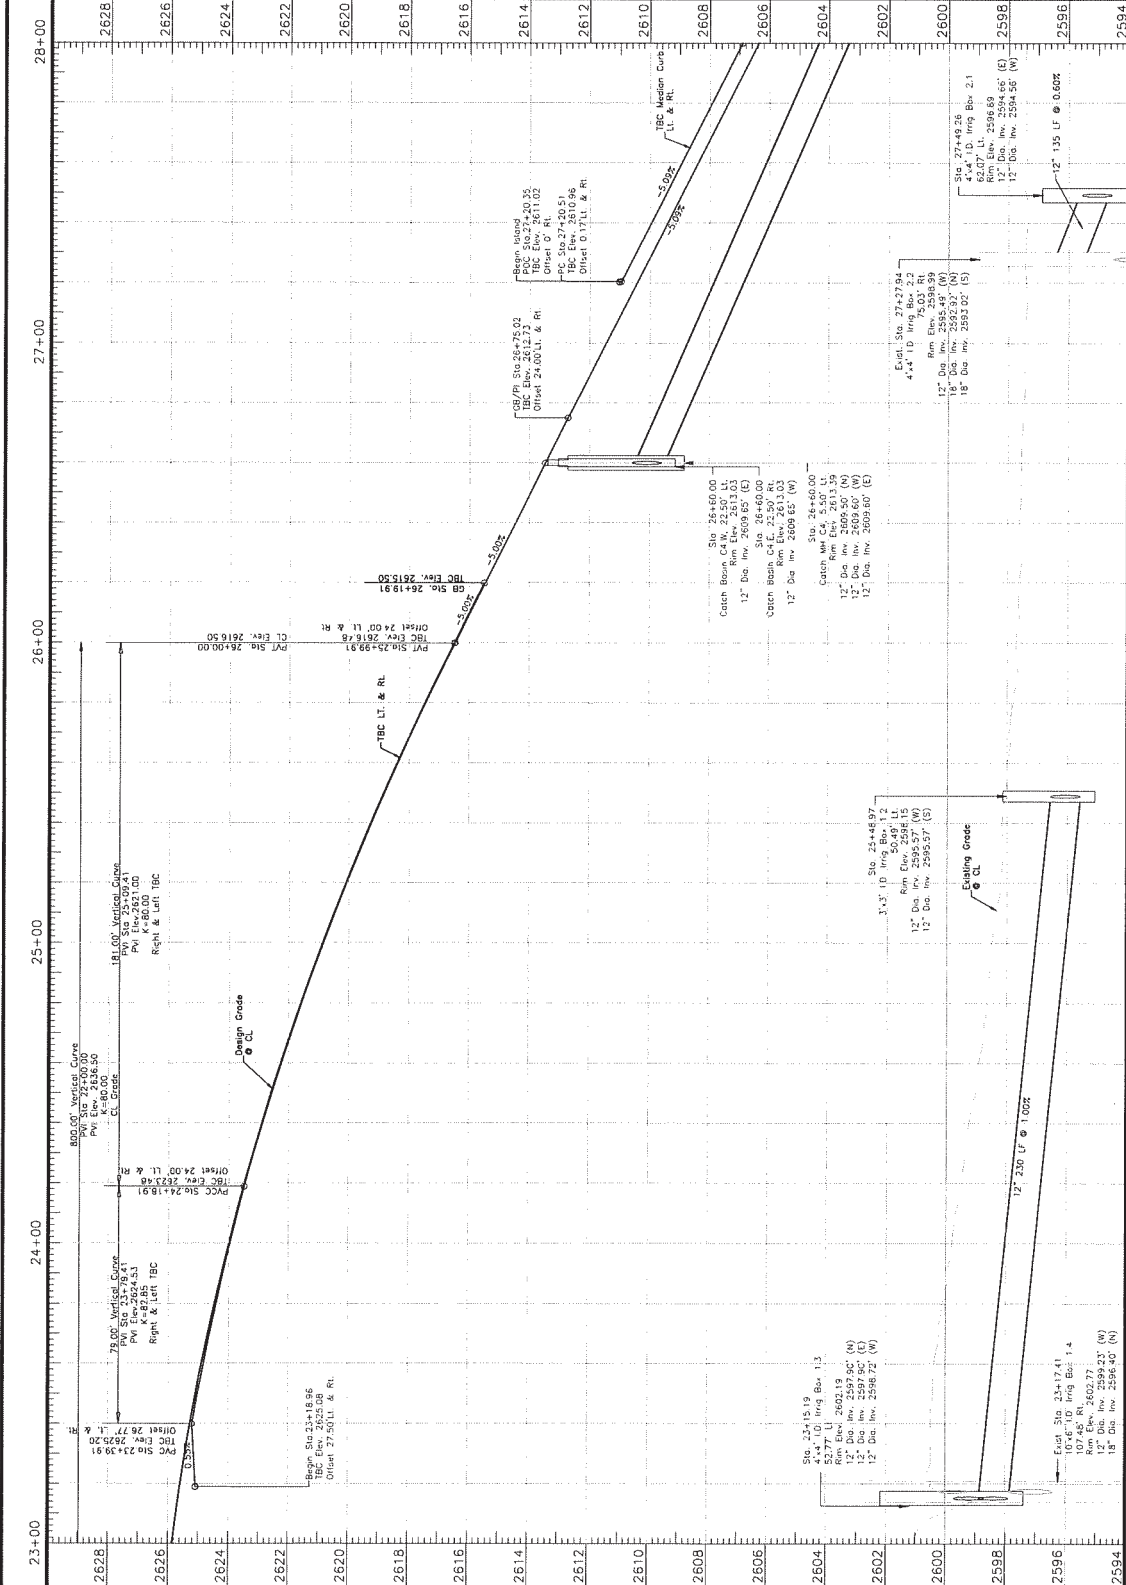 23+00
24+00
25+00
26+00
27+00
28+00
2628
2626
2624
2622
2620
2618
2616
2614
2612
2610
2608
2606
2604
2602
2600
2598
2596
2594
2628
2626
2624
2622
2620
2618
2616
2614
2612
2610
2608
2606
2604
2602
2600
2598
2596
2594
800.00' Vertical Curve
PVI Sta 22+00.00
PVI Elev. 2636.50
K=80.00
CL Grade
79.00' Vertical Curve
PVI Sta 23+79.41
PVI Elev.2624.53
K=82.85
Right & Left TBC
181.00' Vertical Curve
PVI Sta 25+09.41
PVI Elev.2621.00
K=80.00
Right & Left TBC
PVC Sta 23+39.91
TBC Elev. 2625.20
Offset 26.77' Lt. & Rt.
Begin Sta.23+18.96
TBC Elev. 2625.08
Offset 27.50'Lt. & Rt.
PVCC Sta.24+18.91
TBC Elev. 2623.48
Offset 24.00' Lt. & Rt.
Design Grade
@ CL
TBC LT. & Rt.
PVT Sta. 26+00.00
CL Elev. 2616.50
PVT Sta.25+99.91
TBC Elev. 2616.48
Offset 24.00' Lt. & Rt.
-5.00%
GB Sta. 26+19.91
TBC Elev. 2615.50
-5.00%
GB/PI Sta.26+75.02
TBC Elev. 2612.73
Offset 24.00'Lt. & Rt
Begin Island
POC Sta.27+20.35
TBC Elev. 2611.02
Offset 0' Rt.
PC Sta.27+20.51
TBC Elev. 2610.96
Offset 0.17'Lt & Rt.
-5.09%
-5.09%
TBC Median Curb
Lt. & Rt.
Sta. 26+60.00
Catch Basin C4 W, 22.50' Lt.
Rim Elev. 2613.03
12" Dia. Inv. 2609.65' (E)
Sta. 26+60.00
Catch Basin C4 E, 22.50' Rt.
Rim Elev. 2613.03
12" Dia Inv 2609.65' (W)
Sta. 26+60.00
Catch MH C4, 5.50' Lt.
Rim Elev. 2613.39
12" Dia. Inv. 2609.50' (N)
12" Dia. Inv. 2609.60' (W)
12" Dia. Inv. 2609.60' (E)
Sta. 23+15.19
4'x4' I.D. Irrig Box 1.3
52.77' Lt
Rim Elev. 2602.19
12" Dia. Inv. 2597.90' (N)
12" Dia. Inv. 2597.90' (E)
12" Dia. Inv. 2598.72' (W)
Exist Sta. 23+17.41
10'x6' I.D. Irrig Box 1.4
107.46' Rt.
Rim Elev. 2602.77
12" Dia. Inv. 2599.23' (W)
18" Dia. Inv. 2596.40' (N)
12" 230 LF @ 1.00%
Sta. 25+48.97
3'x3' I.D. Irrig Box 1.2
50.49' Lt.
Rim Elev. 2598.15
12" Dia. Inv. 2595.57' (W)
12" Dia. Inv. 2595.57' (S)
Existing Grade
@ CL
Exist. Sta. 27+27.94
4'x4' I.D. Irrig Box 2.2
75.03' Rt.
Rim Elev. 2598.99
12" Dia. Inv. 2595.49' (W)
18" Dia. Inv. 2592.92' (N)
18" Dia. Inv. 2593.02' (S)
Sta. 27+49.26
4'x4' I.D. Irrig Box 2.1
62.07' Lt.
Rim Elev. 2596.89
12" Dia. Inv. 2594.66' (E)
12" Dia. Inv. 2594.56' (W)
12" 135 LF @ 0.60%